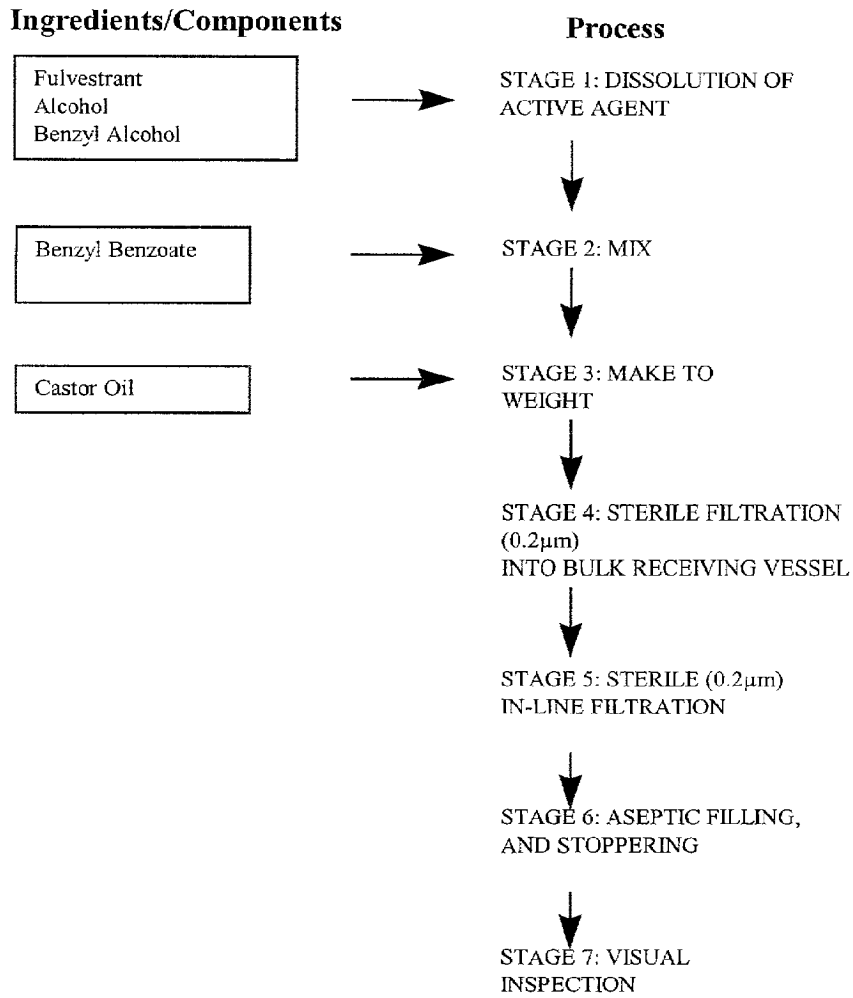 Ingredients/Components
Process
Fulvestrant
Alcohol
Benzyl Alcohol
STAGE 1: DISSOLUTION OF
ACTIVE AGENT
Benzyl Benzoate
STAGE 2: MIX
Castor Oil
STAGE 3: MAKE TO
WEIGHT
STAGE 4: STERILE FILTRATION
(0.2µm)
INTO BULK RECEIVING VESSEL
STAGE 5: STERILE (0.2µm)
IN-LINE FILTRATION
STAGE 6: ASEPTIC FILLING,
AND STOPPERING
STAGE 7: VISUAL
INSPECTION